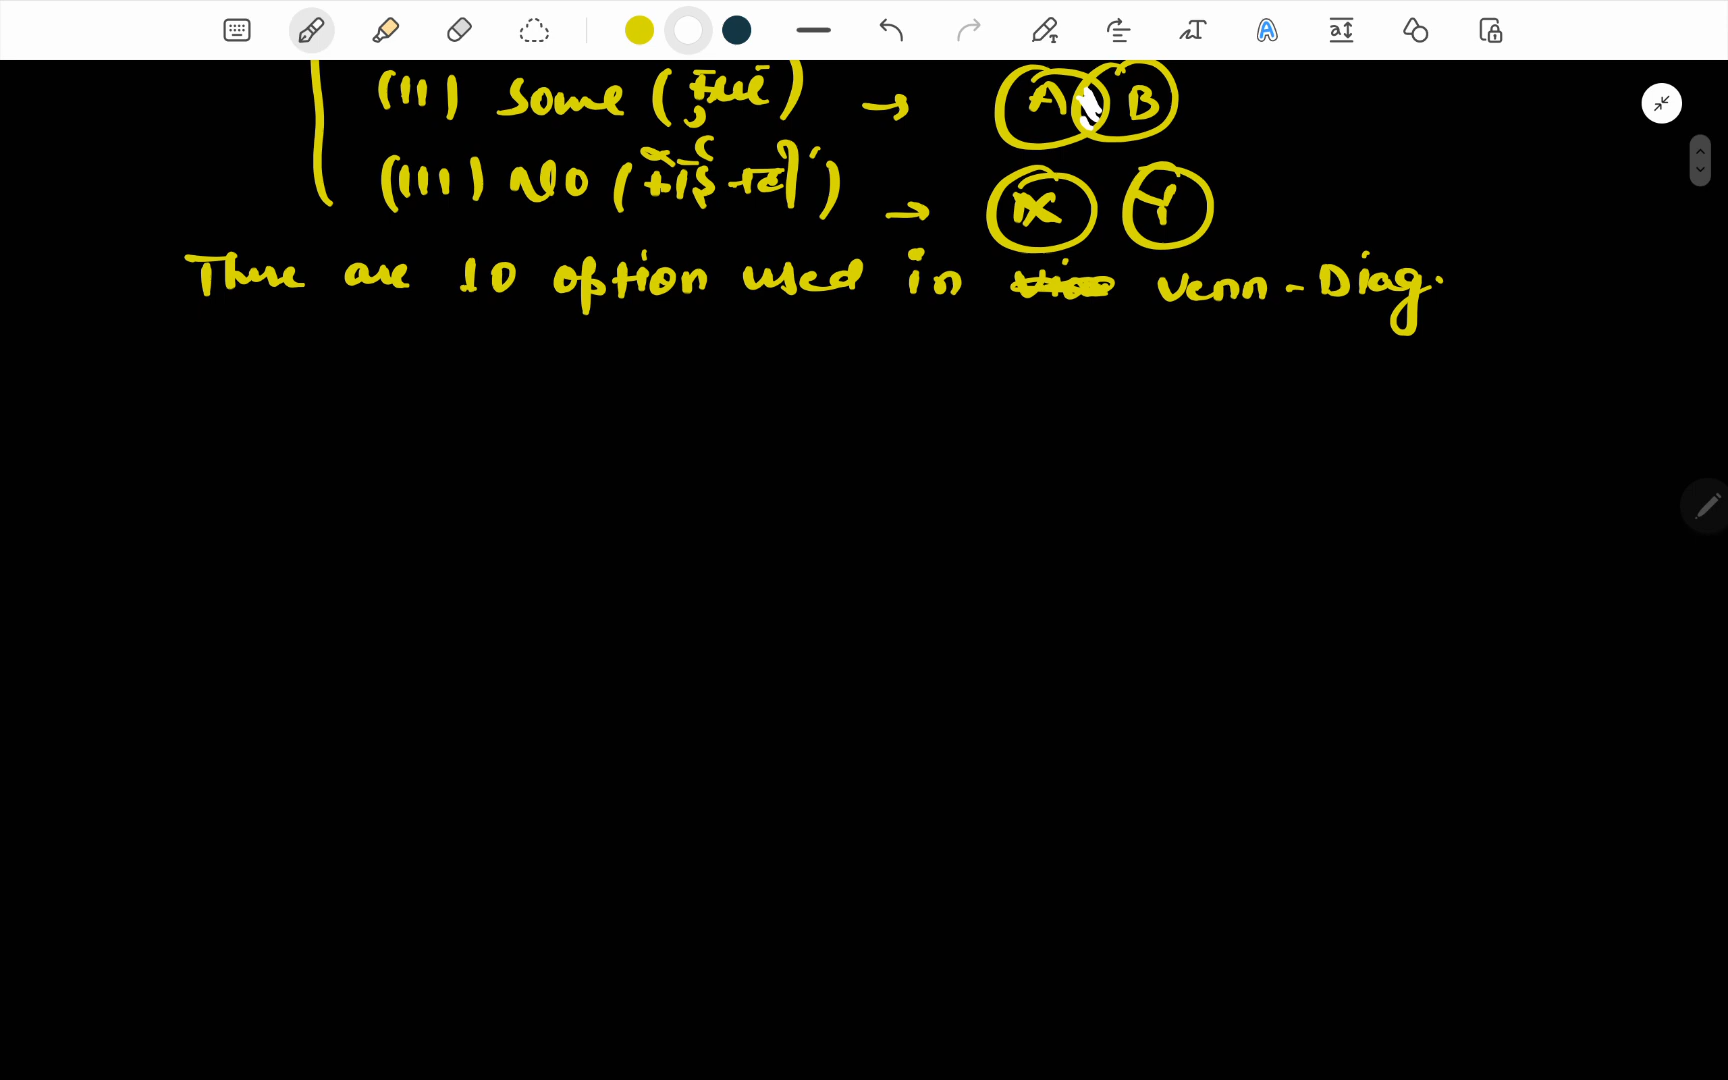 (III) Some (कुछ) → A B
(III) No (कोई नहीं) → X Y
There are 10 option used in Venn-Diag.